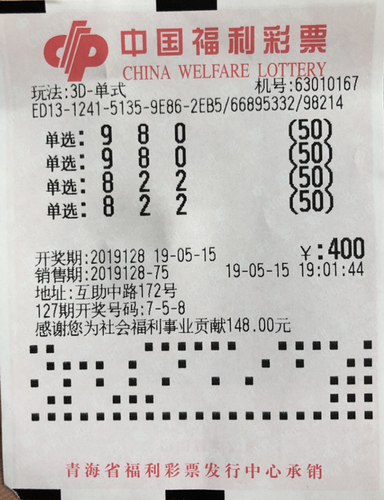 中国福利彩票
CHINA WELFARE LOTTERY
玩法:3D-单式 机号:63010167
ED13-1241-5135-9E86-2EB5/66895332/98214
单选: 9 8 0 (50)
单选: 9 8 0 (50)
单选: 8 2 2 (50)
单选: 8 2 2 (50)
开奖期:2019128 19-05-15 ¥:400
销售期:2019128-75 19-05-15 19:01:44
地址:互助中路172号
127期开奖号码:7-5-8
感谢您为社会福利事业贡献148.00元
青海省福利彩票发行中心承销